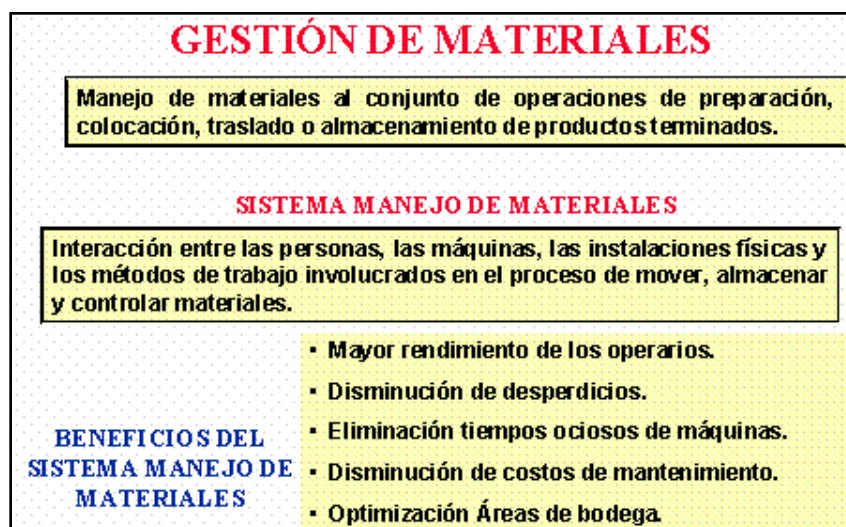 GESTIÓN DE MATERIALES
Manejo de materiales al conjunto de operaciones de preparación,
colocación, traslado o almacenamiento de productos terminados.
SISTEMA MANEJO DE MATERIALES
Interacción entre las personas, las máquinas, las instalaciones físicas y
los métodos de trabajo involucrados en el proceso de mover, almacenar
y controlar materiales.
BENEFICIOS DEL
SISTEMA MANEJO DE
MATERIALES
▪ Mayor rendimiento de los operarios.
▪ Disminución de desperdicios.
▪ Eliminación tiempos ociosos de máquinas.
▪ Disminución de costos de mantenimiento.
▪ Optimización Áreas de bodega.